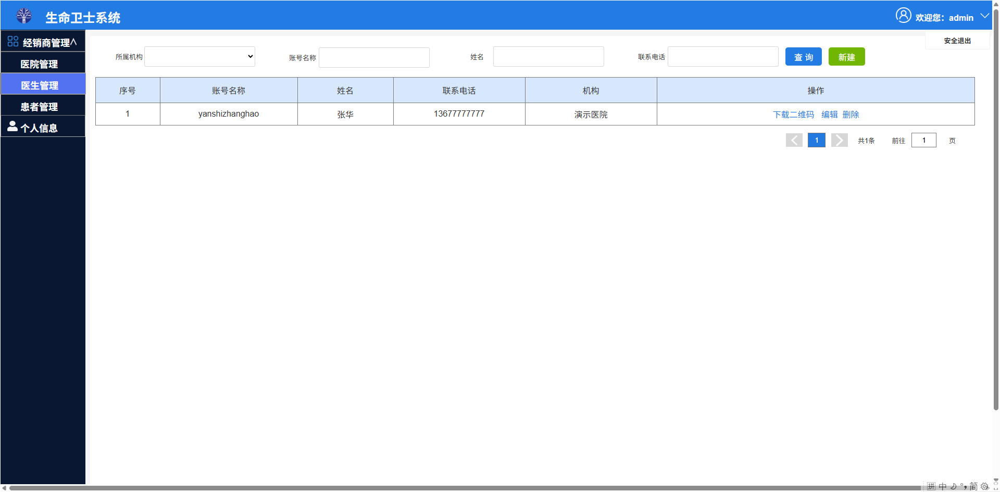 生命卫士系统
欢迎您：admin
安全退出
经销商管理
医院管理
医生管理
患者管理
个人信息
所属机构 账号名称 姓名 联系电话 查 询 新建
序号 账号名称 姓名 联系电话 机构 操作
1 yanshizhanghao 张华 13677777777 演示医院 下载二维码 编辑 删除
1 共1条 前往 1 页
拼 中 简